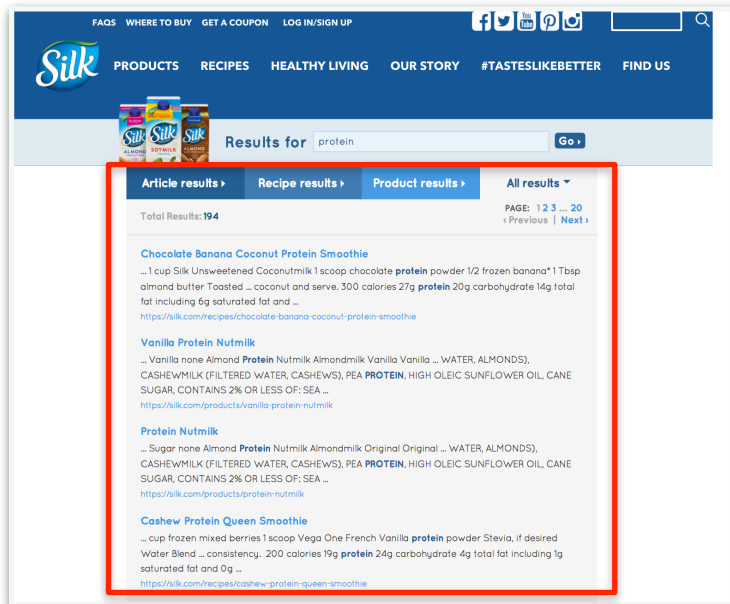 FAQS WHERE TO BUY GET A COUPON LOG IN/SIGN UP
You Tube
Silk
PRODUCTS RECIPES HEALTHY LIVING OUR STORY #TASTESLIKEBETTER FIND US
Silk Silk Silk
ALMOND SOYMILK ALMOND
Results for protein Go ›
Article results › Recipe results › Product results › All results
Total Results: 194
PAGE: 1 2 3 ... 20
‹ Previous | Next ›
Chocolate Banana Coconut Protein Smoothie
... 1 cup Silk Unsweetened Coconutmilk 1 scoop chocolate protein powder 1/2 frozen banana* 1 Tbsp
almond butter Toasted ... coconut and serve. 300 calories 27g protein 20g carbohydrate 14g total
fat including 6g saturated fat and ...
https://silk.com/recipes/chocolate-banana-coconut-protein-smoothie
Vanilla Protein Nutmilk
... Vanilla none Almond Protein Nutmilk Almondmilk Vanilla Vanilla ... WATER, ALMONDS),
CASHEWMILK (FILTERED WATER, CASHEWS), PEA PROTEIN, HIGH OLEIC SUNFLOWER OIL, CANE
SUGAR, CONTAINS 2% OR LESS OF: SEA ...
https://silk.com/products/vanilla-protein-nutmilk
Protein Nutmilk
... Sugar none Almond Protein Nutmilk Almondmilk Original Original ... WATER, ALMONDS),
CASHEWMILK (FILTERED WATER, CASHEWS), PEA PROTEIN, HIGH OLEIC SUNFLOWER OIL, CANE
SUGAR, CONTAINS 2% OR LESS OF: SEA ...
https://silk.com/products/protein-nutmilk
Cashew Protein Queen Smoothie
... cup frozen mixed berries 1 scoop Vega One French Vanilla protein powder Stevia, if desired
Water Blend ... consistency. 200 calories 19g protein 24g carbohydrate 4g total fat including 1g
saturated fat and 0g ...
https://silk.com/recipes/cashew-protein-queen-smoothie